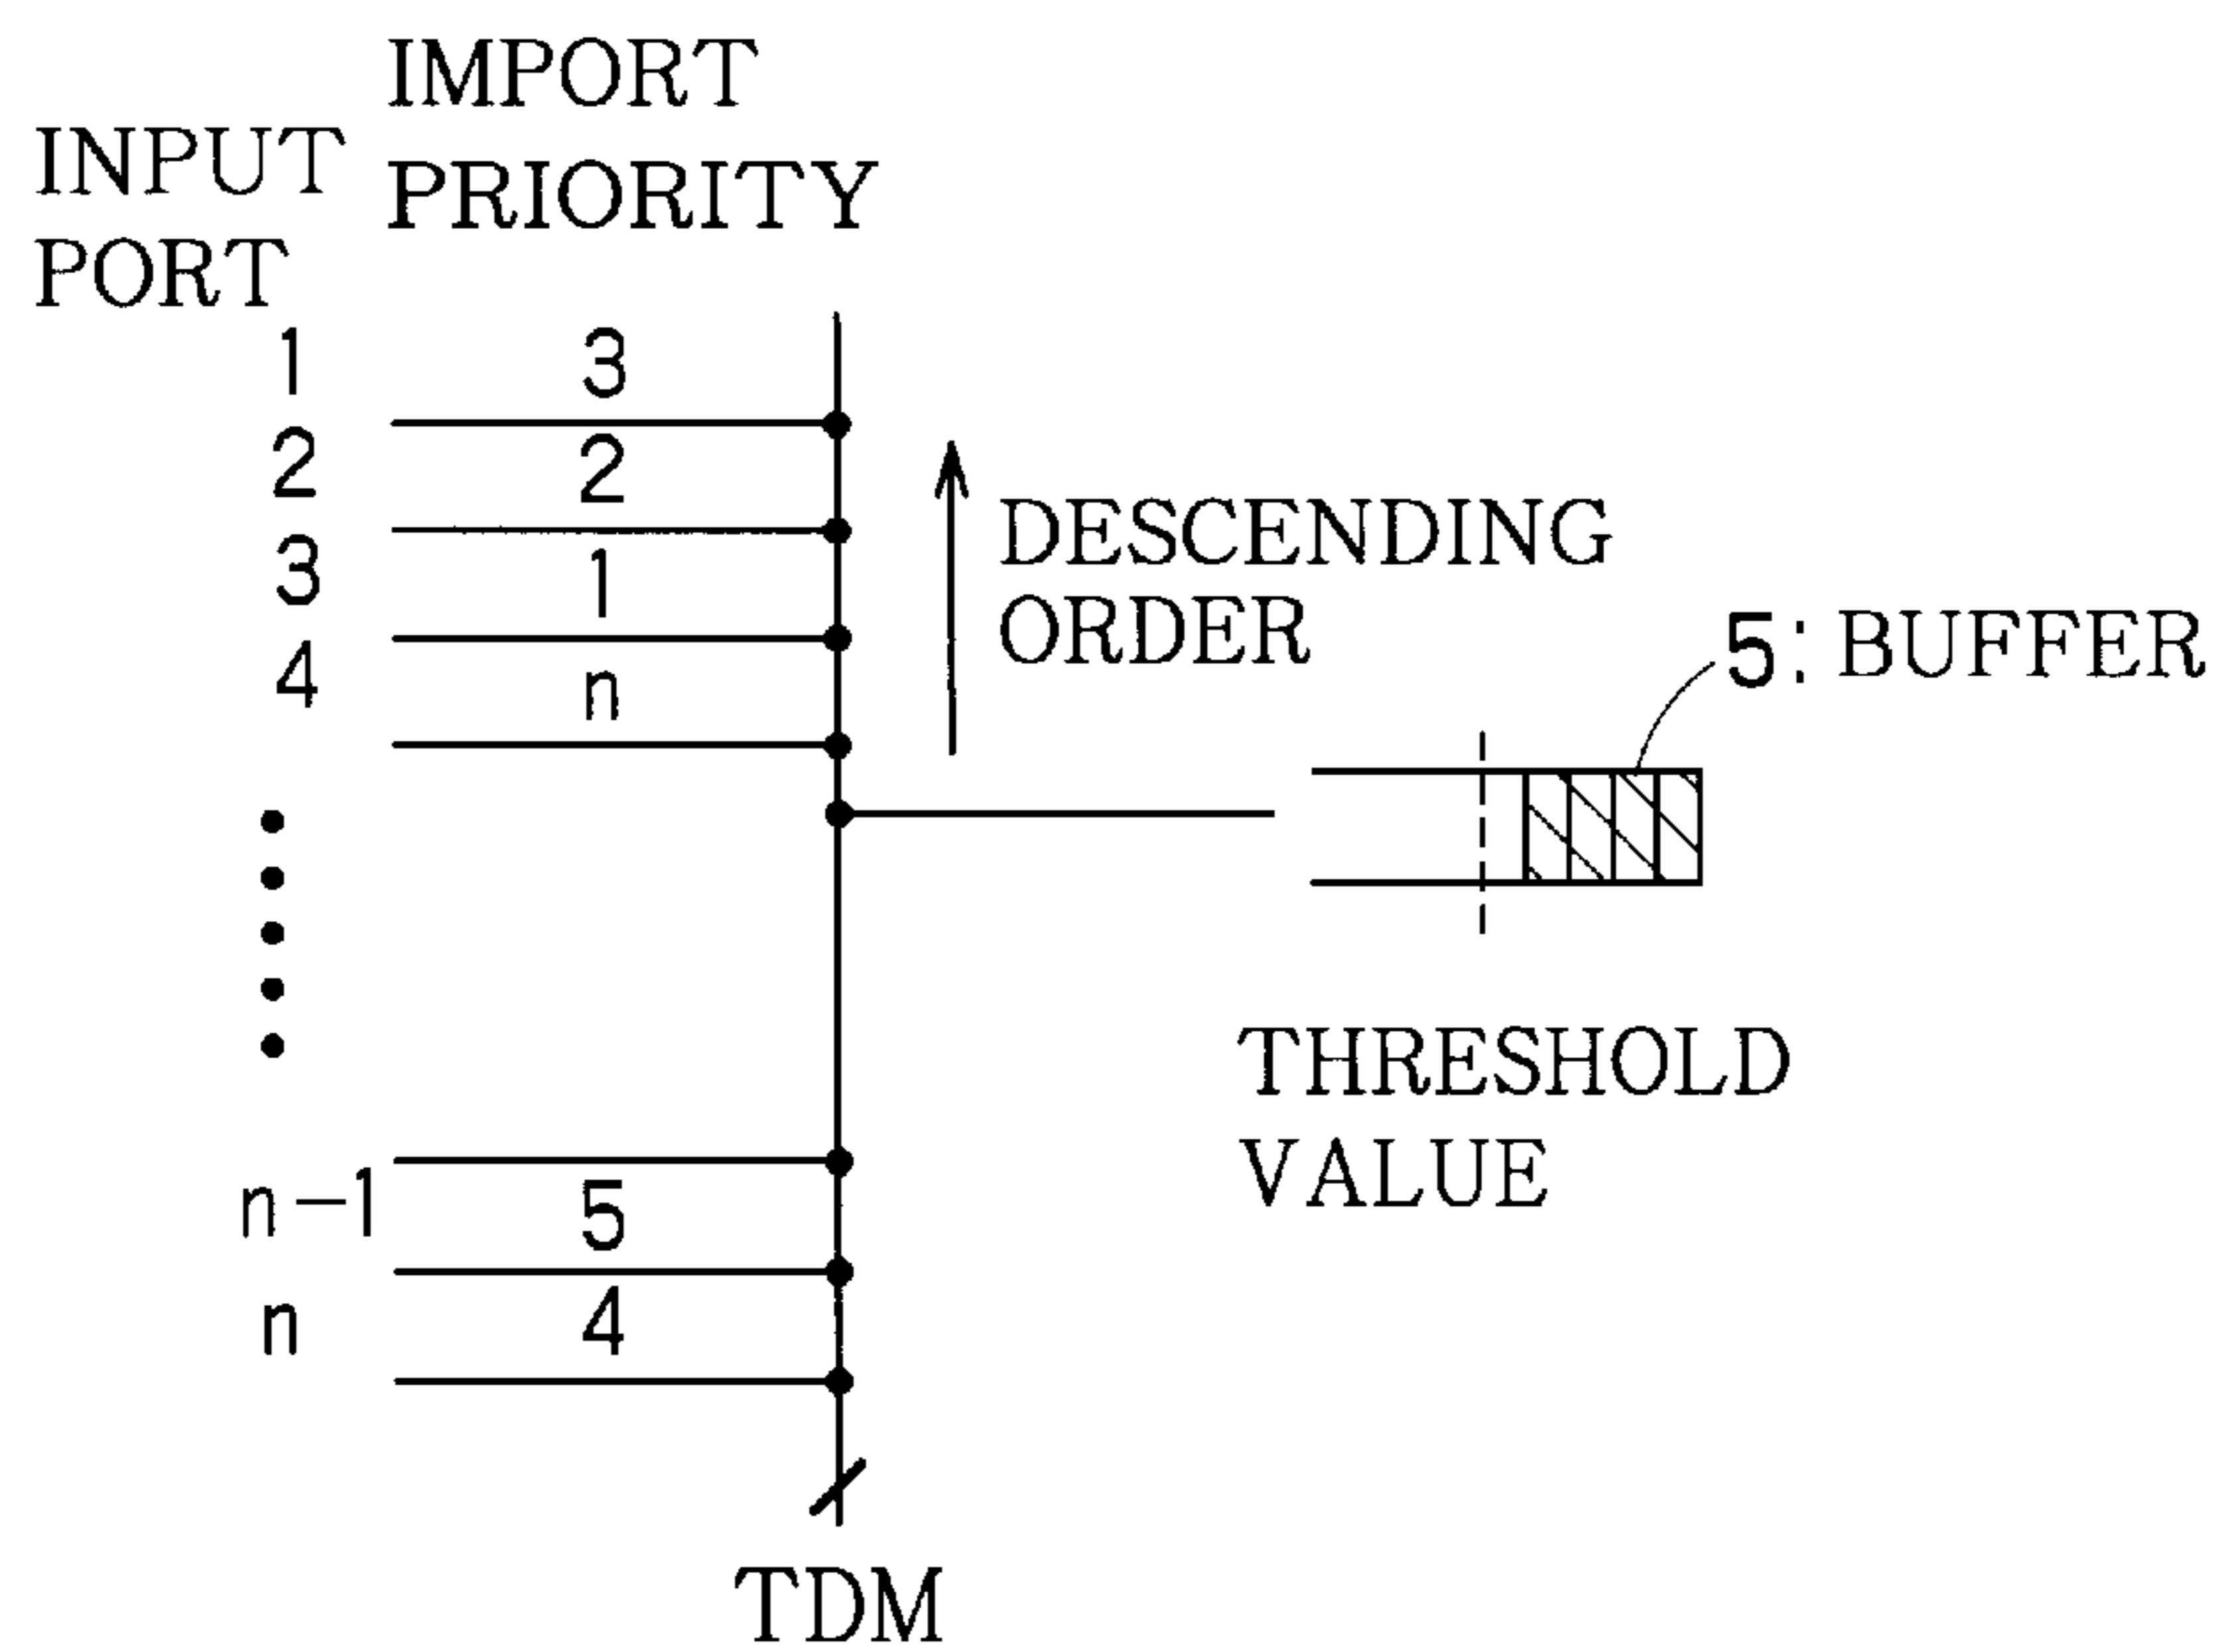 INPUT
PORT
IMPORT
PRIORITY
1 3
2 2
3 1
4 n
n-1 5
n 4
DESCENDING
ORDER
5: BUFFER
THRESHOLD
VALUE
TDM